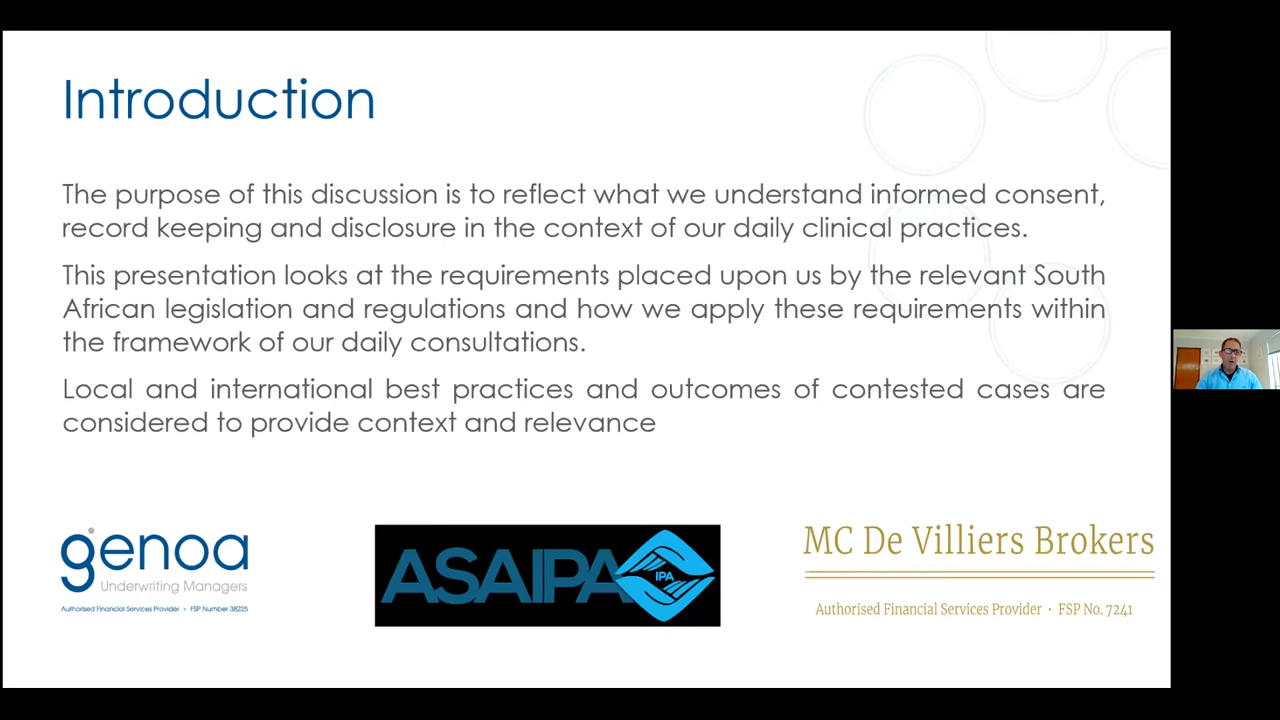 Introduction
The purpose of this discussion is to reflect what we understand informed consent,
record keeping and disclosure in the context of our daily clinical practices.
This presentation looks at the requirements placed upon us by the relevant South
African legislation and regulations and how we apply these requirements within
the framework of our daily consultations.
Local and international best practices and outcomes of contested cases are
considered to provide context and relevance
genoa
Underwriting Managers
Authorised Financial Services Provider • FSP Number 38225
ASAIPA
IPA
MC De Villiers Brokers
Authorised Financial Services Provider · FSP No. 7241